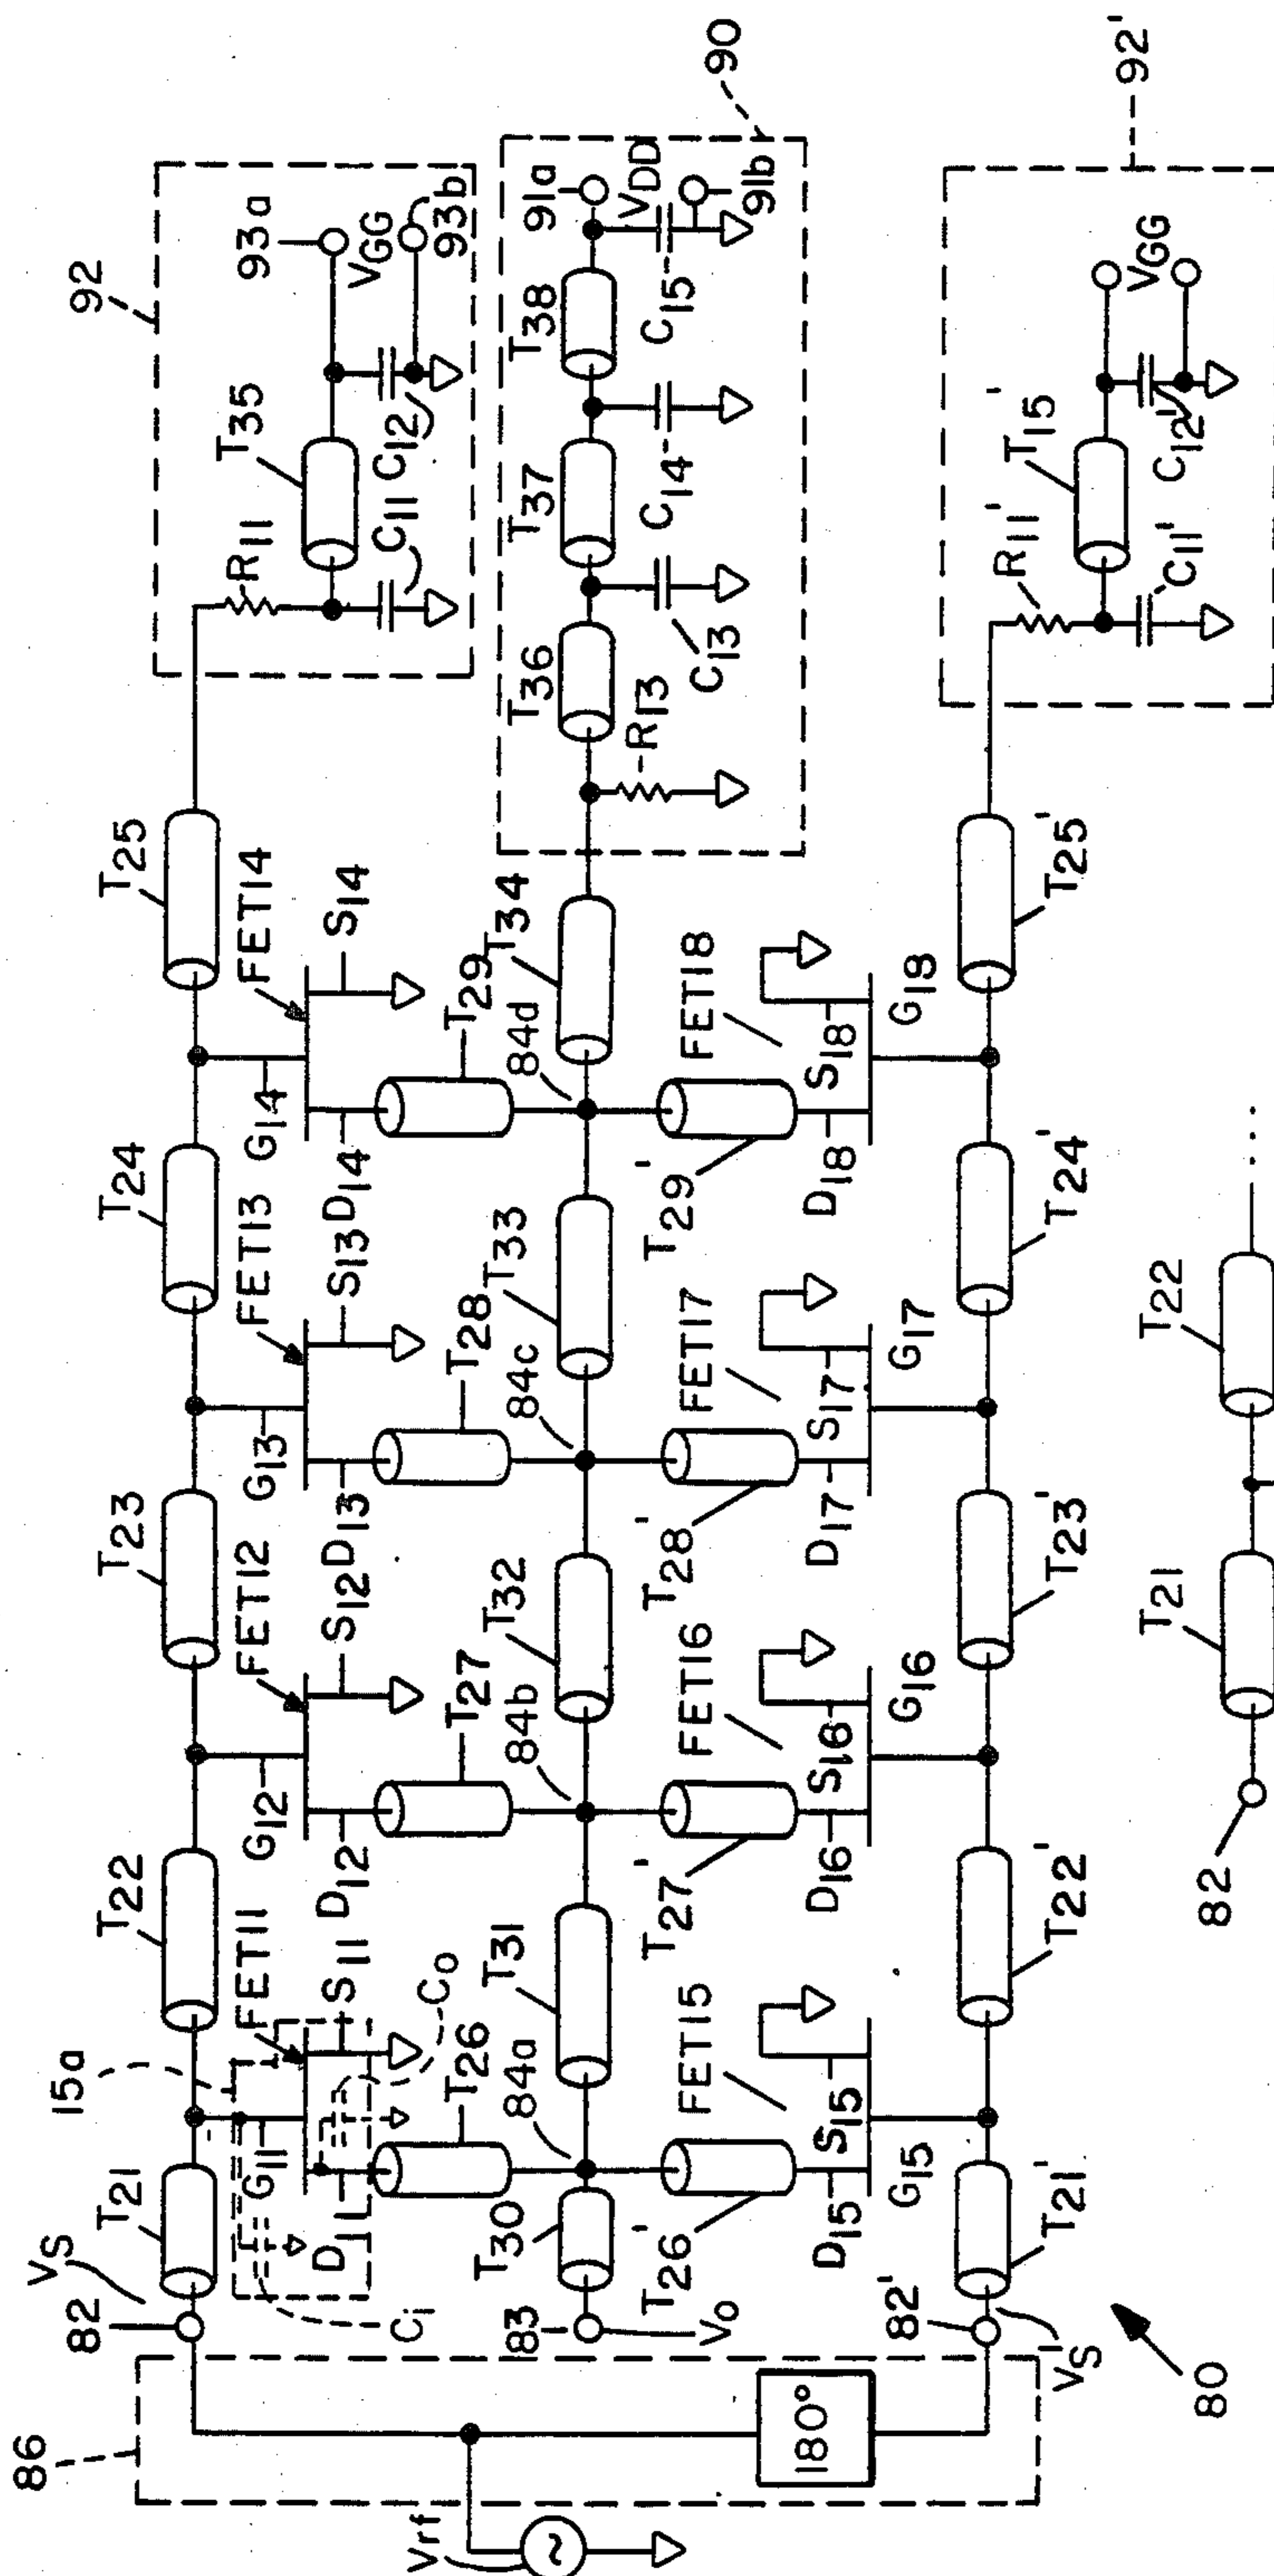 92
93a
VGG
93b
T35
R11
C11
C12
90
91a
VDD
91b
T36
T37
T38
R13
C13
C14
C15
92'
VGG
T15'
R11'
C11'
C12'
T21
T22
T23
T24
T25
15a
FET11
FET12
FET13
FET14
G11
G12
G13
G14
S11
S12
S13
S14
D11
D12
D13
D14
Ci
Co
T26
T27
T28
T29
84a
84b
84c
84d
T30
T31
T32
T33
T34
83
Vo
T26'
T27'
T28'
T29'
FET15
FET16
FET17
FET18
D15
D16
D17
D18
S15
S16
S17
S18
G15
G16
G17
G18
T21'
T22'
T23'
T24'
T25'
VS
82
82'
VS'
86
180°
Vrf
~
80
82
T21
T22
...